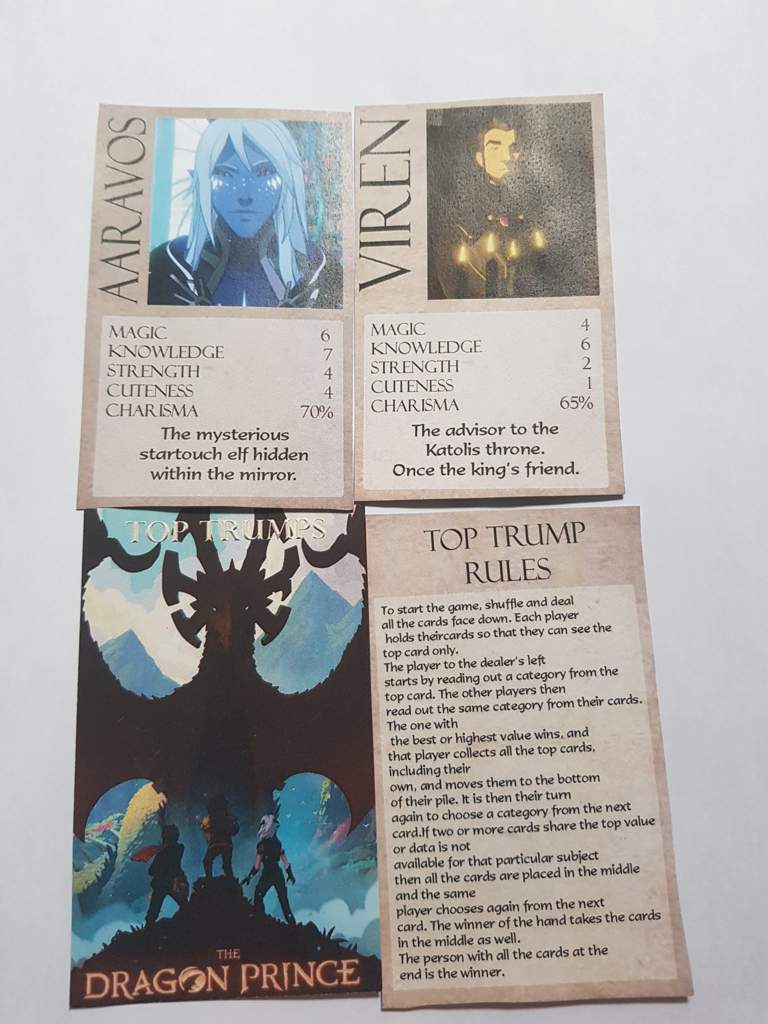 AARAVOS
MAGIC 6
KNOWLEDGE 7
STRENGTH 4
CUTENESS 4
CHARISMA 70%
The mysterious
startouch elf hidden
within the mirror.
VIREN
MAGIC 4
KNOWLEDGE 6
STRENGTH 2
CUTENESS 1
CHARISMA 65%
The advisor to the
Katolis throne.
Once the king's friend.
TOP TRUMPS
THE
DRAGON PRINCE
TOP TRUMP
RULES
To start the game, shuffle and deal
all the cards face down. Each player
holds theircards so that they can see the
top card only.
The player to the dealer's left
starts by reading out a category from the
top card. The other players then
read out the same category from their cards.
The one with
the best or highest value wins, and
that player collects all the top cards,
including their
own, and moves them to the bottom
of their pile. It is then their turn
again to choose a category from the next
card.If two or more cards share the top value
or data is not
available for that particular subject
then all the cards are placed in the middle
and the same
player chooses again from the next
card. The winner of the hand takes the cards
in the middle as well.
The person with all the cards at the
end is the winner.